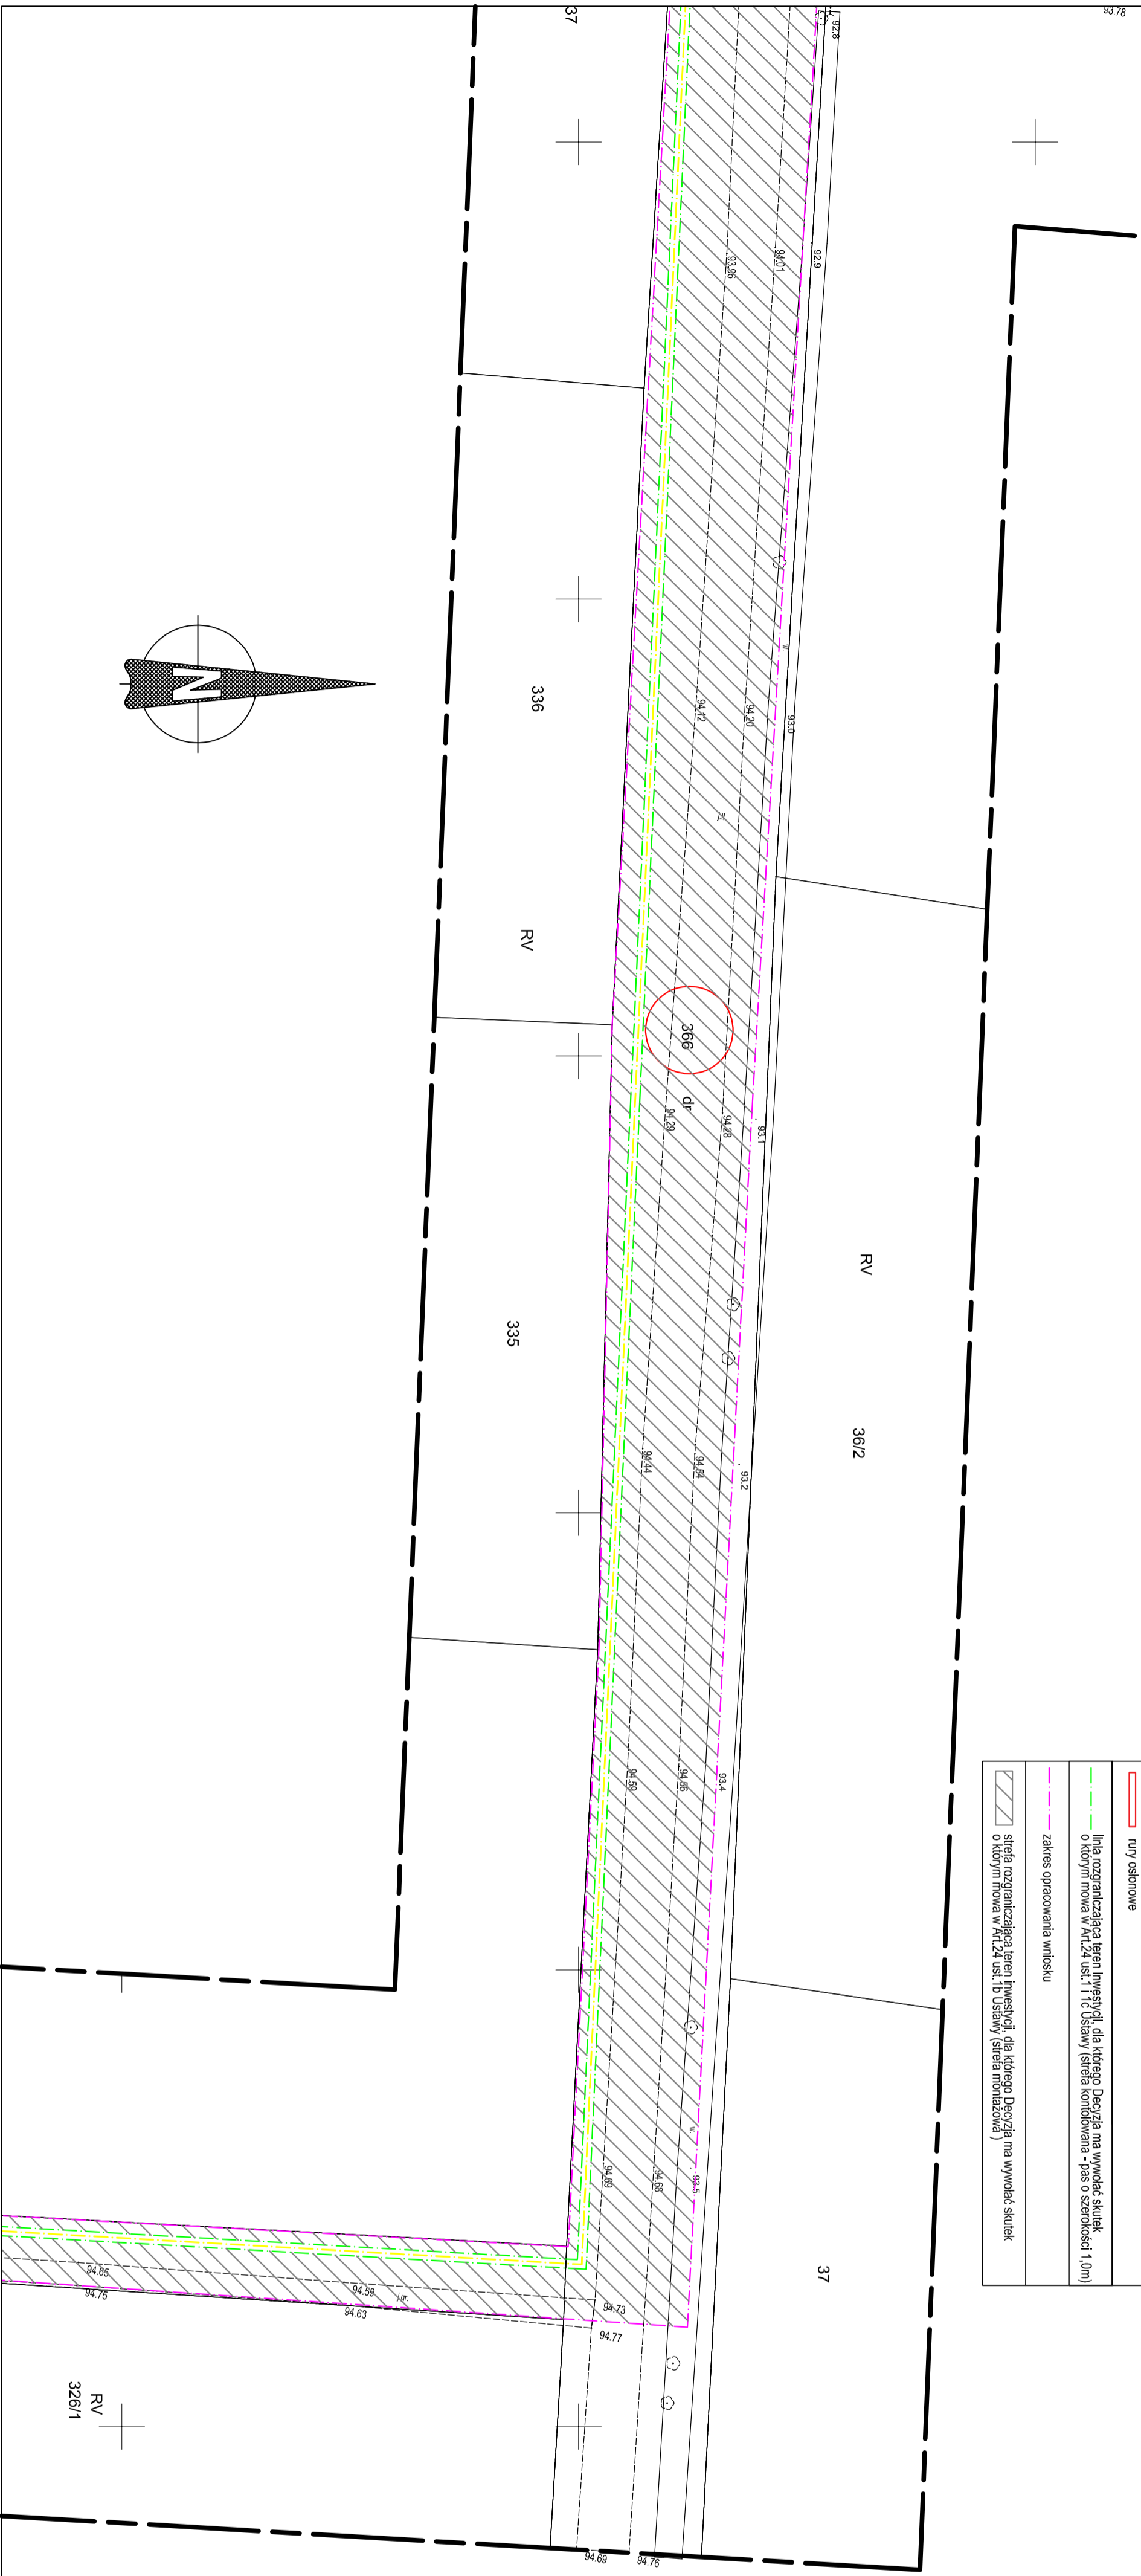 93.78
37
92.8
92.9
94.01
93.96
w.
93.0
94.20
94.12
336
j.w.
RV
366
dr
93.1
94.28
94.29
RV
335
36/2
93.2
94.44
93.4
94.56
94.59
w.
93.5
94.68
94.69
37
94.65
94.75
94.59
j.gr.
94.63
94.73
94.77
RV
326/1
94.69
94.76
N
rury osłonowe
linia rozgraniczająca teren inwestycji, dla którego Decyzja ma wywołać skutek
o którym mowa w Art.24 ust.1 i 1c Ustawy (strefa kontolowana - pas o szerokości 1,0m)
zakres opracowania wniosku
strefa rozgraniczająca teren inwestycji, dla którego Decyzja ma wywołać skutek
o którym mowa w Art.24 ust.1b Ustawy (strefa montażowa )